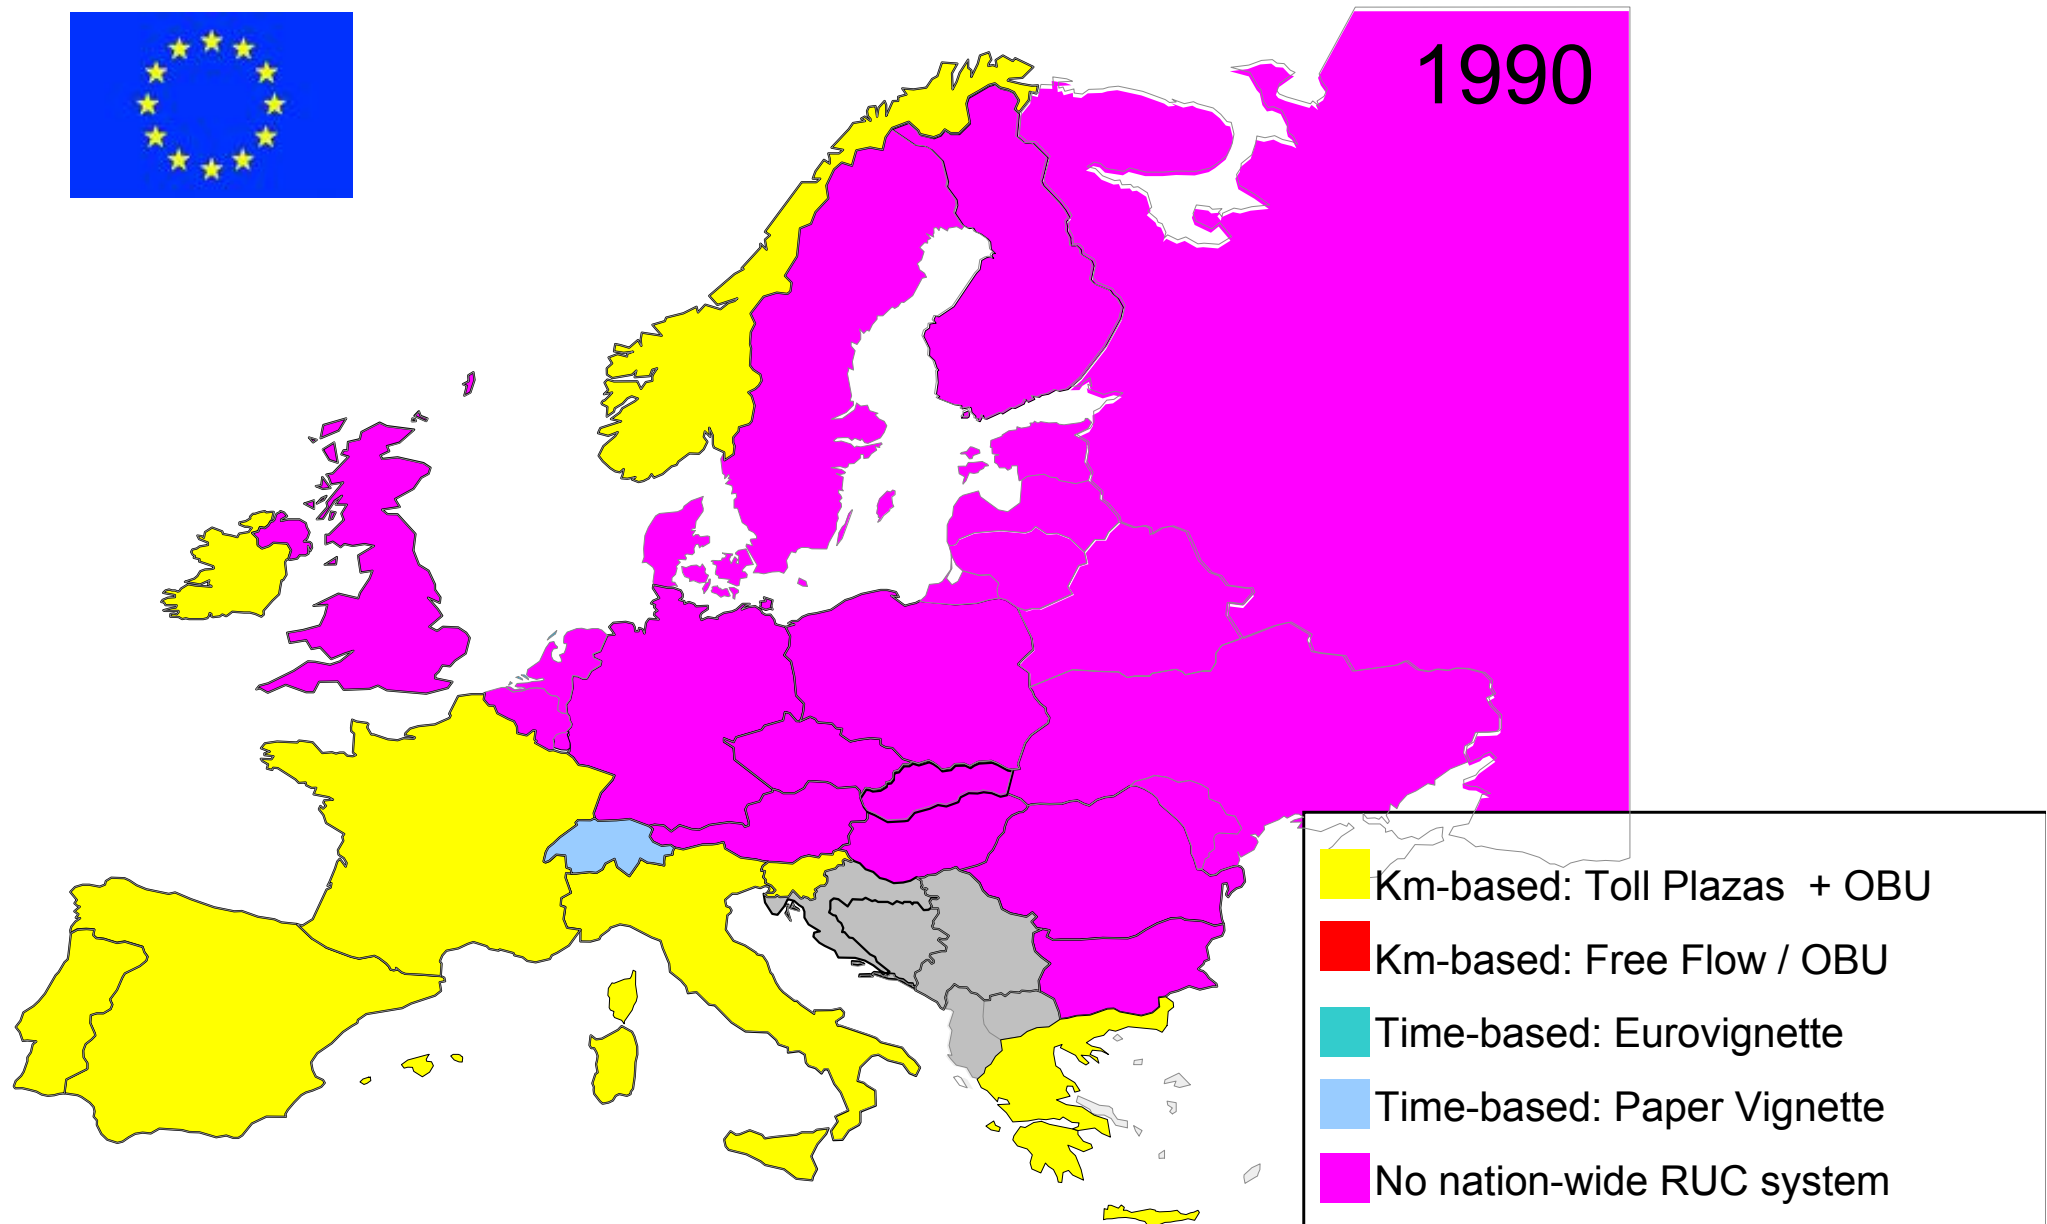 1990
Km-based: Toll Plazas + OBU
Km-based: Free Flow / OBU
Time-based: Eurovignette
Time-based: Paper Vignette
No nation-wide RUC system